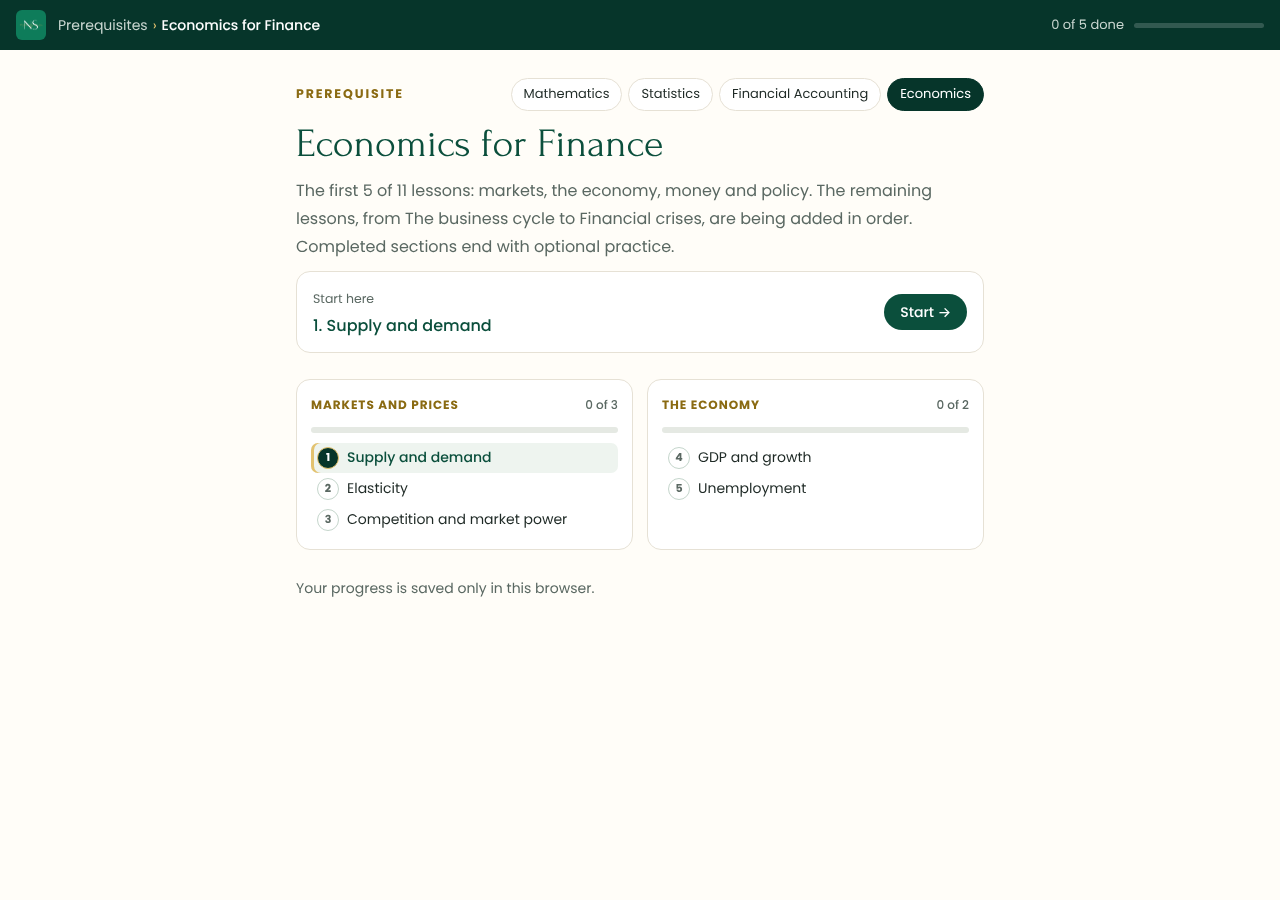 NS
Prerequisites › Economics for Finance
0 of 5 done
PREREQUISITE
Mathematics
Statistics
Financial Accounting
Economics
Economics for Finance
The first 5 of 11 lessons: markets, the economy, money and policy. The remaining
lessons, from The business cycle to Financial crises, are being added in order.
Completed sections end with optional practice.
Start here
1. Supply and demand
Start →
MARKETS AND PRICES
0 of 3
1 Supply and demand
2 Elasticity
3 Competition and market power
THE ECONOMY
0 of 2
4 GDP and growth
5 Unemployment
Your progress is saved only in this browser.